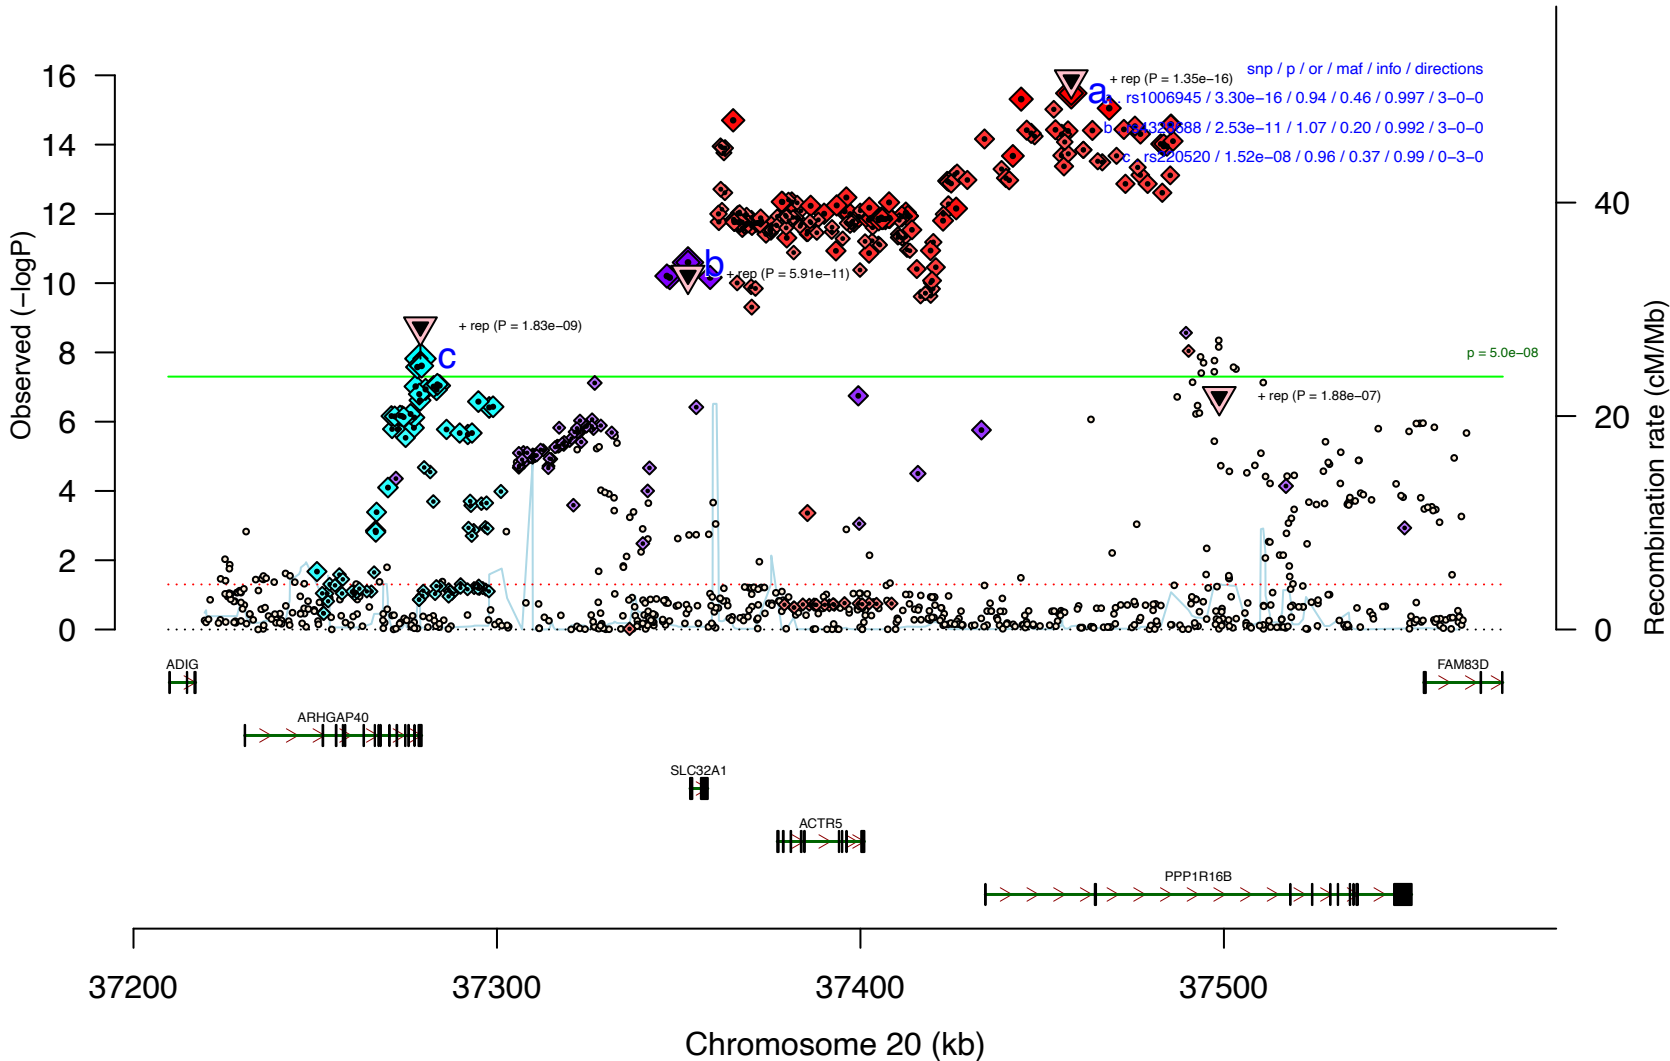 snp / p / or / maf / info / directions
+ rep (P = 1.35e−16)
a
a . rs1006945 / 3.30e−16 / 0.94 / 0.46 / 0.997 / 3−0−0
b . / 2.53e−11 / 1.07 / 0.20 / 0.992 / 3−0−0
c . rs220520 / 1.52e−08 / 0.96 / 0.37 / 0.99 / 0−3−0
b
+ rep (P = 5.91e−11)
+ rep (P = 1.83e−09)
c
p = 5.0e−08
+ rep (P = 1.88e−07)
16
14
12
10
8
6
4
2
0
Observed (−logP)
40
20
0
Recombination rate (cM/Mb)
ADIG
FAM83D
ARHGAP40
SLC32A1
ACTR5
PPP1R16B
37200
37300
37400
37500
Chromosome 20 (kb)